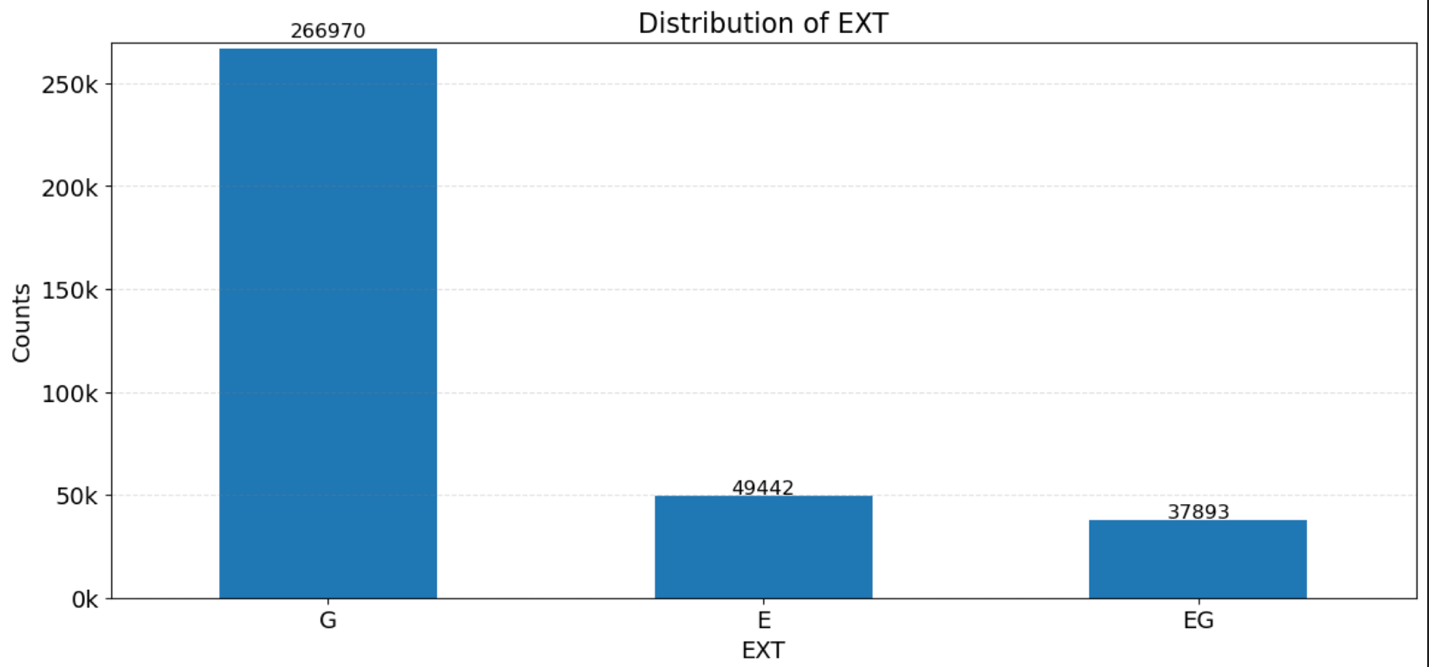 Distribution of EXT
266970
250k
200k
150k
100k
50k
0k
Counts
49442
37893
G
E
EG
EXT